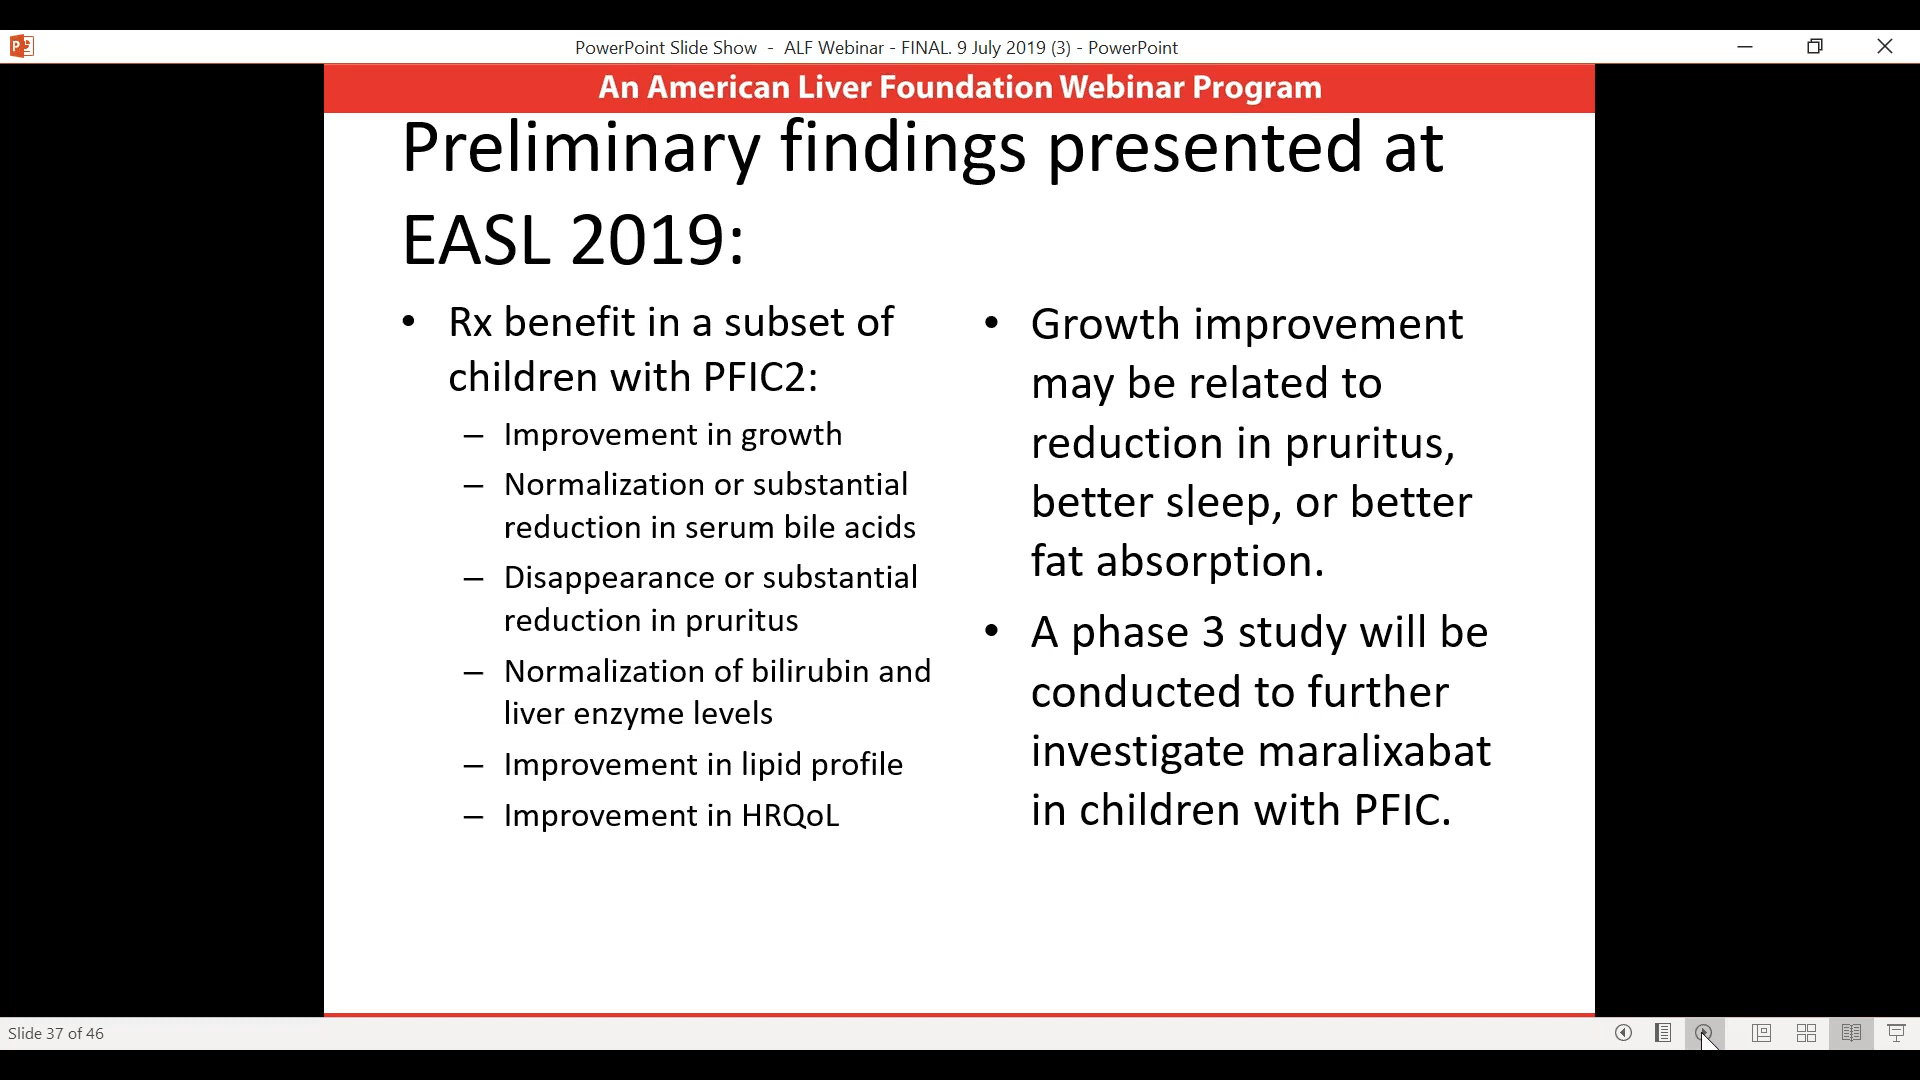 PowerPoint Slide Show - ALF Webinar - FINAL. 9 July 2019 (3) - PowerPoint
An American Liver Foundation Webinar Program
Preliminary findings presented at
EASL 2019:
• Rx benefit in a subset of
children with PFIC2:
– Improvement in growth
– Normalization or substantial
reduction in serum bile acids
– Disappearance or substantial
reduction in pruritus
– Normalization of bilirubin and
liver enzyme levels
– Improvement in lipid profile
– Improvement in HRQoL
• Growth improvement
may be related to
reduction in pruritus,
better sleep, or better
fat absorption.
• A phase 3 study will be
conducted to further
investigate maralixabat
in children with PFIC.
Slide 37 of 46